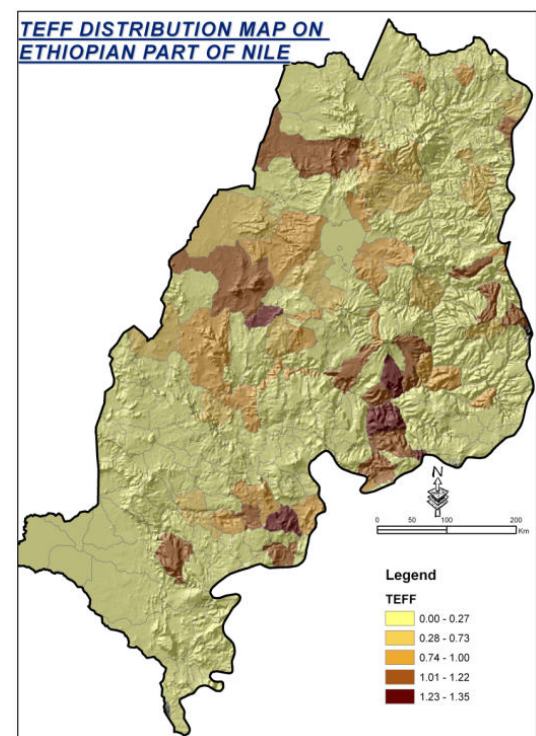 TEFF DISTRIBUTION MAP ON
ETHIOPIAN PART OF NILE
N
0 50 100 200
Km
Legend
TEFF
0.00 - 0.27
0.28 - 0.73
0.74 - 1.00
1.01 - 1.22
1.23 - 1.35